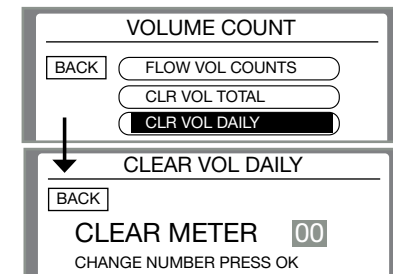 VOLUME COUNT
BACK FLOW VOL COUNTS
CLR VOL TOTAL
CLR VOL DAILY
CLEAR VOL DAILY
BACK
CLEAR METER 00
CHANGE NUMBER PRESS OK